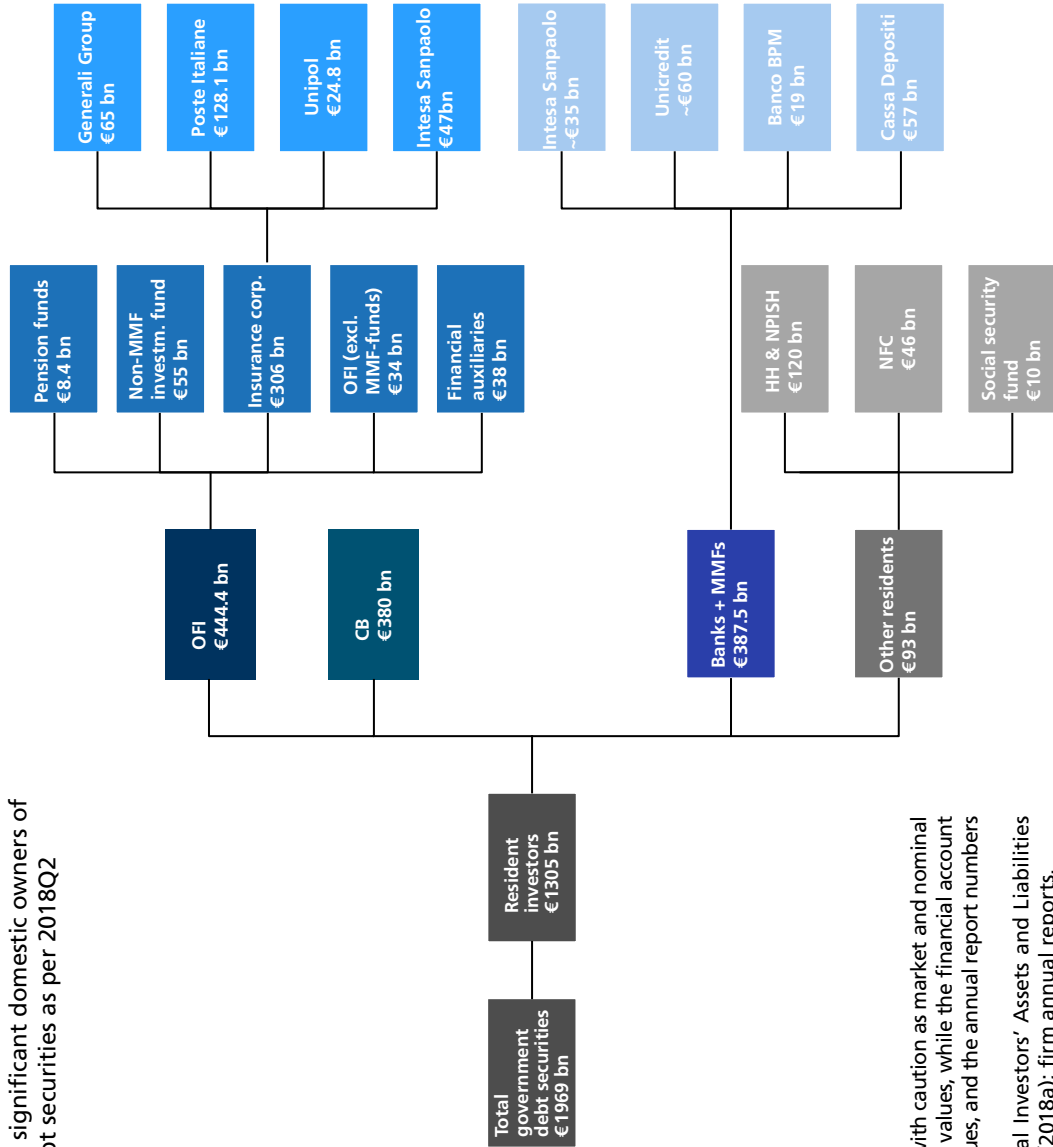 significant domestic owners of
ot securities as per 2018Q2
Total
government
debt securities
€1969 bn
Resident
investors
€1305 bn
OFI
€444.4 bn
CB
€380 bn
Banks + MMFs
€387.5 bn
Other residents
€93 bn
Pension funds
€8.4 bn
Non-MMF
investm. fund
€55 bn
Insurance corp.
€306 bn
OFI (excl.
MMF-funds)
€34 bn
Financial
auxiliaries
€38 bn
HH & NPISH
€120 bn
NFC
€46 bn
Social security
fund
€10 bn
Generali Group
€65 bn
Poste Italiane
€128.1 bn
Unipol
€24.8 bn
Intesa Sanpaolo
€47bn
Intesa Sanpolo
~€35 bn
Unicredit
~€60 bn
Banco BPM
€19 bn
Cassa Depositi
€57 bn
with caution as market and nominal
values, while the financial account
ues, and the annual report numbers
al Investors' Assets and Liabilities
2018a); firm annual reports.